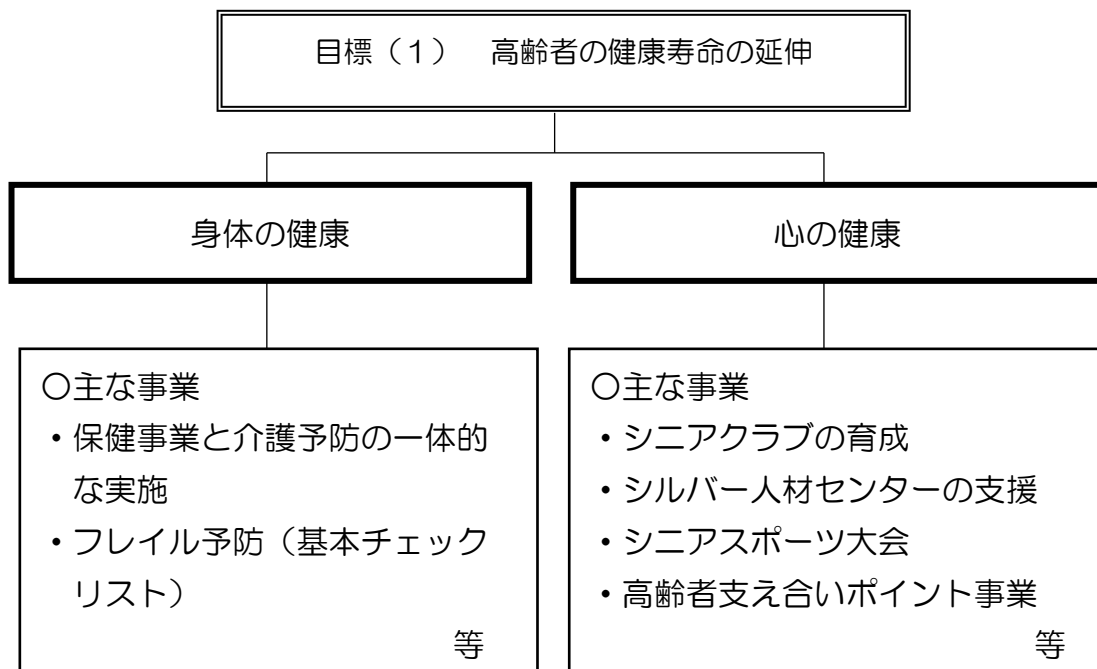 目標（１）　高齢者の健康寿命の延伸
身体の健康
心の健康
〇主な事業
・保健事業と介護予防の一体的
な実施
・フレイル予防（基本チェック
リスト）
等
〇主な事業
・シニアクラブの育成
・シルバー人材センターの支援
・シニアスポーツ大会
・高齢者支え合いポイント事業
等